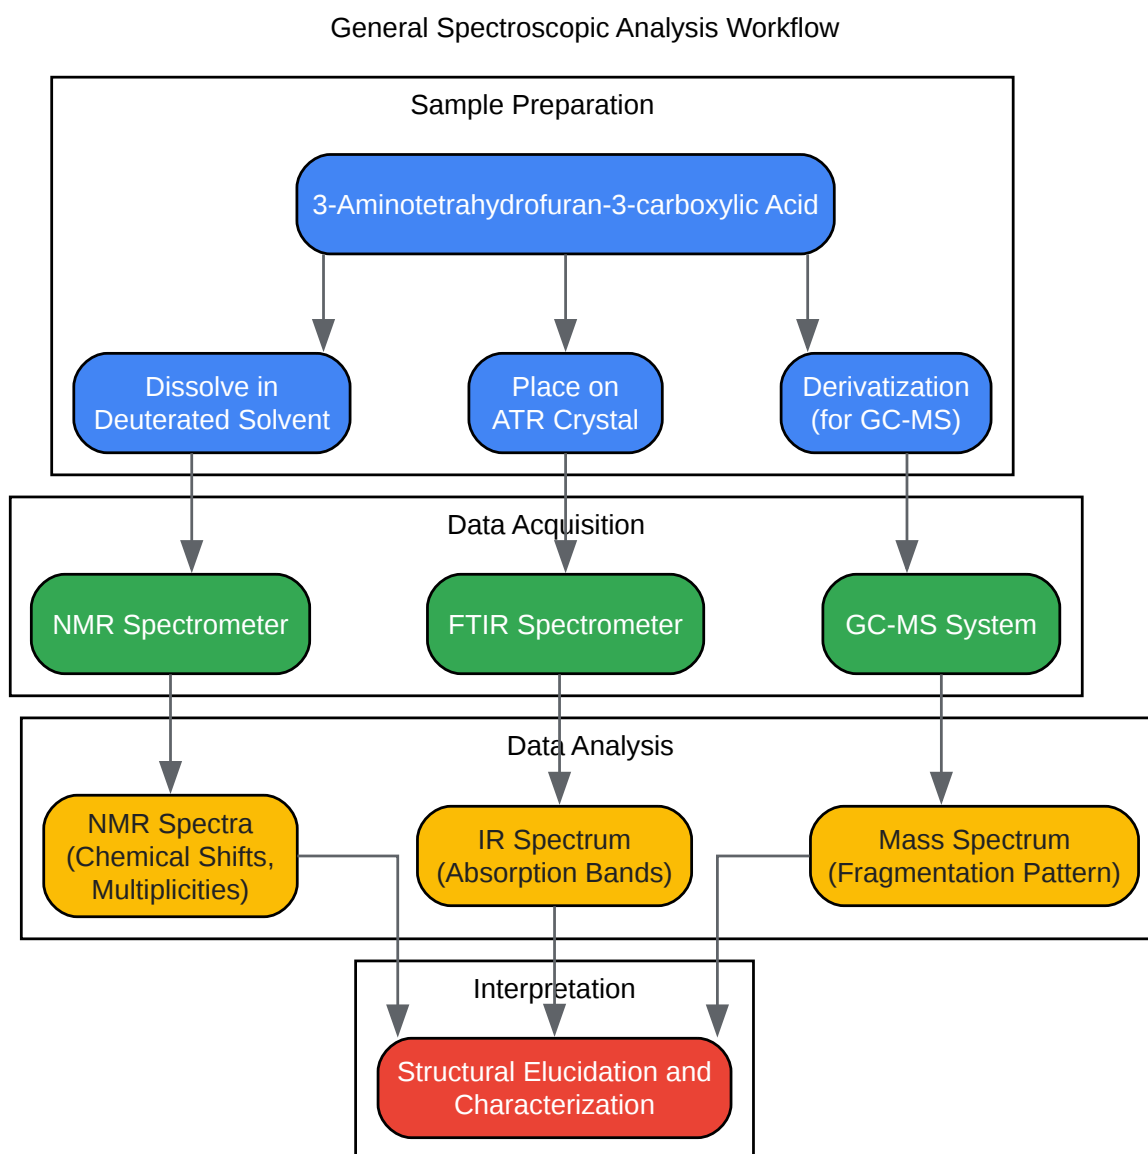 General Spectroscopic Analysis Workflow
Sample Preparation
3-Aminotetrahydrofuran-3-carboxylic Acid
Dissolve in
Deuterated Solvent
Place on
ATR Crystal
Derivatization
(for GC-MS)
Data Acquisition
NMR Spectrometer
FTIR Spectrometer
GC-MS System
Data Analysis
NMR Spectra
(Chemical Shifts,
Multiplicities)
IR Spectrum
(Absorption Bands)
Mass Spectrum
(Fragmentation Pattern)
Interpretation
Structural Elucidation and
Characterization